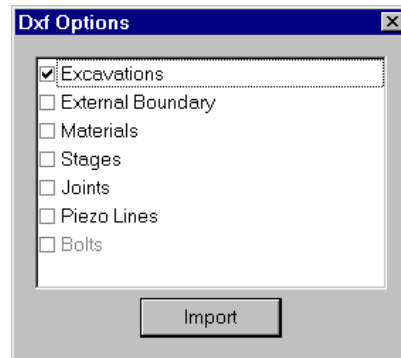 Dxf Options
Excavations
External Boundary
Materials
Stages
Joints
Piezo Lines
Bolts
Import